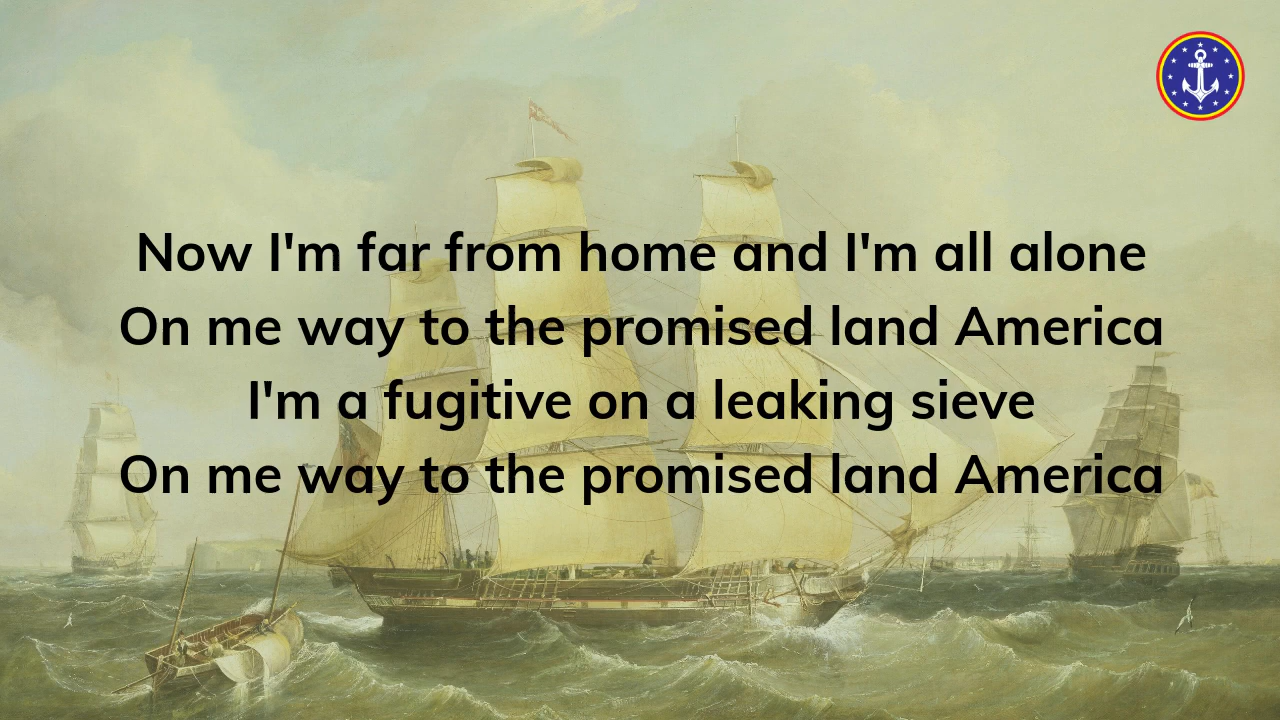 Now I'm far from home and I'm all alone
On me way to the promised land America
I'm a fugitive on a leaking sieve
On me way to the promised land America